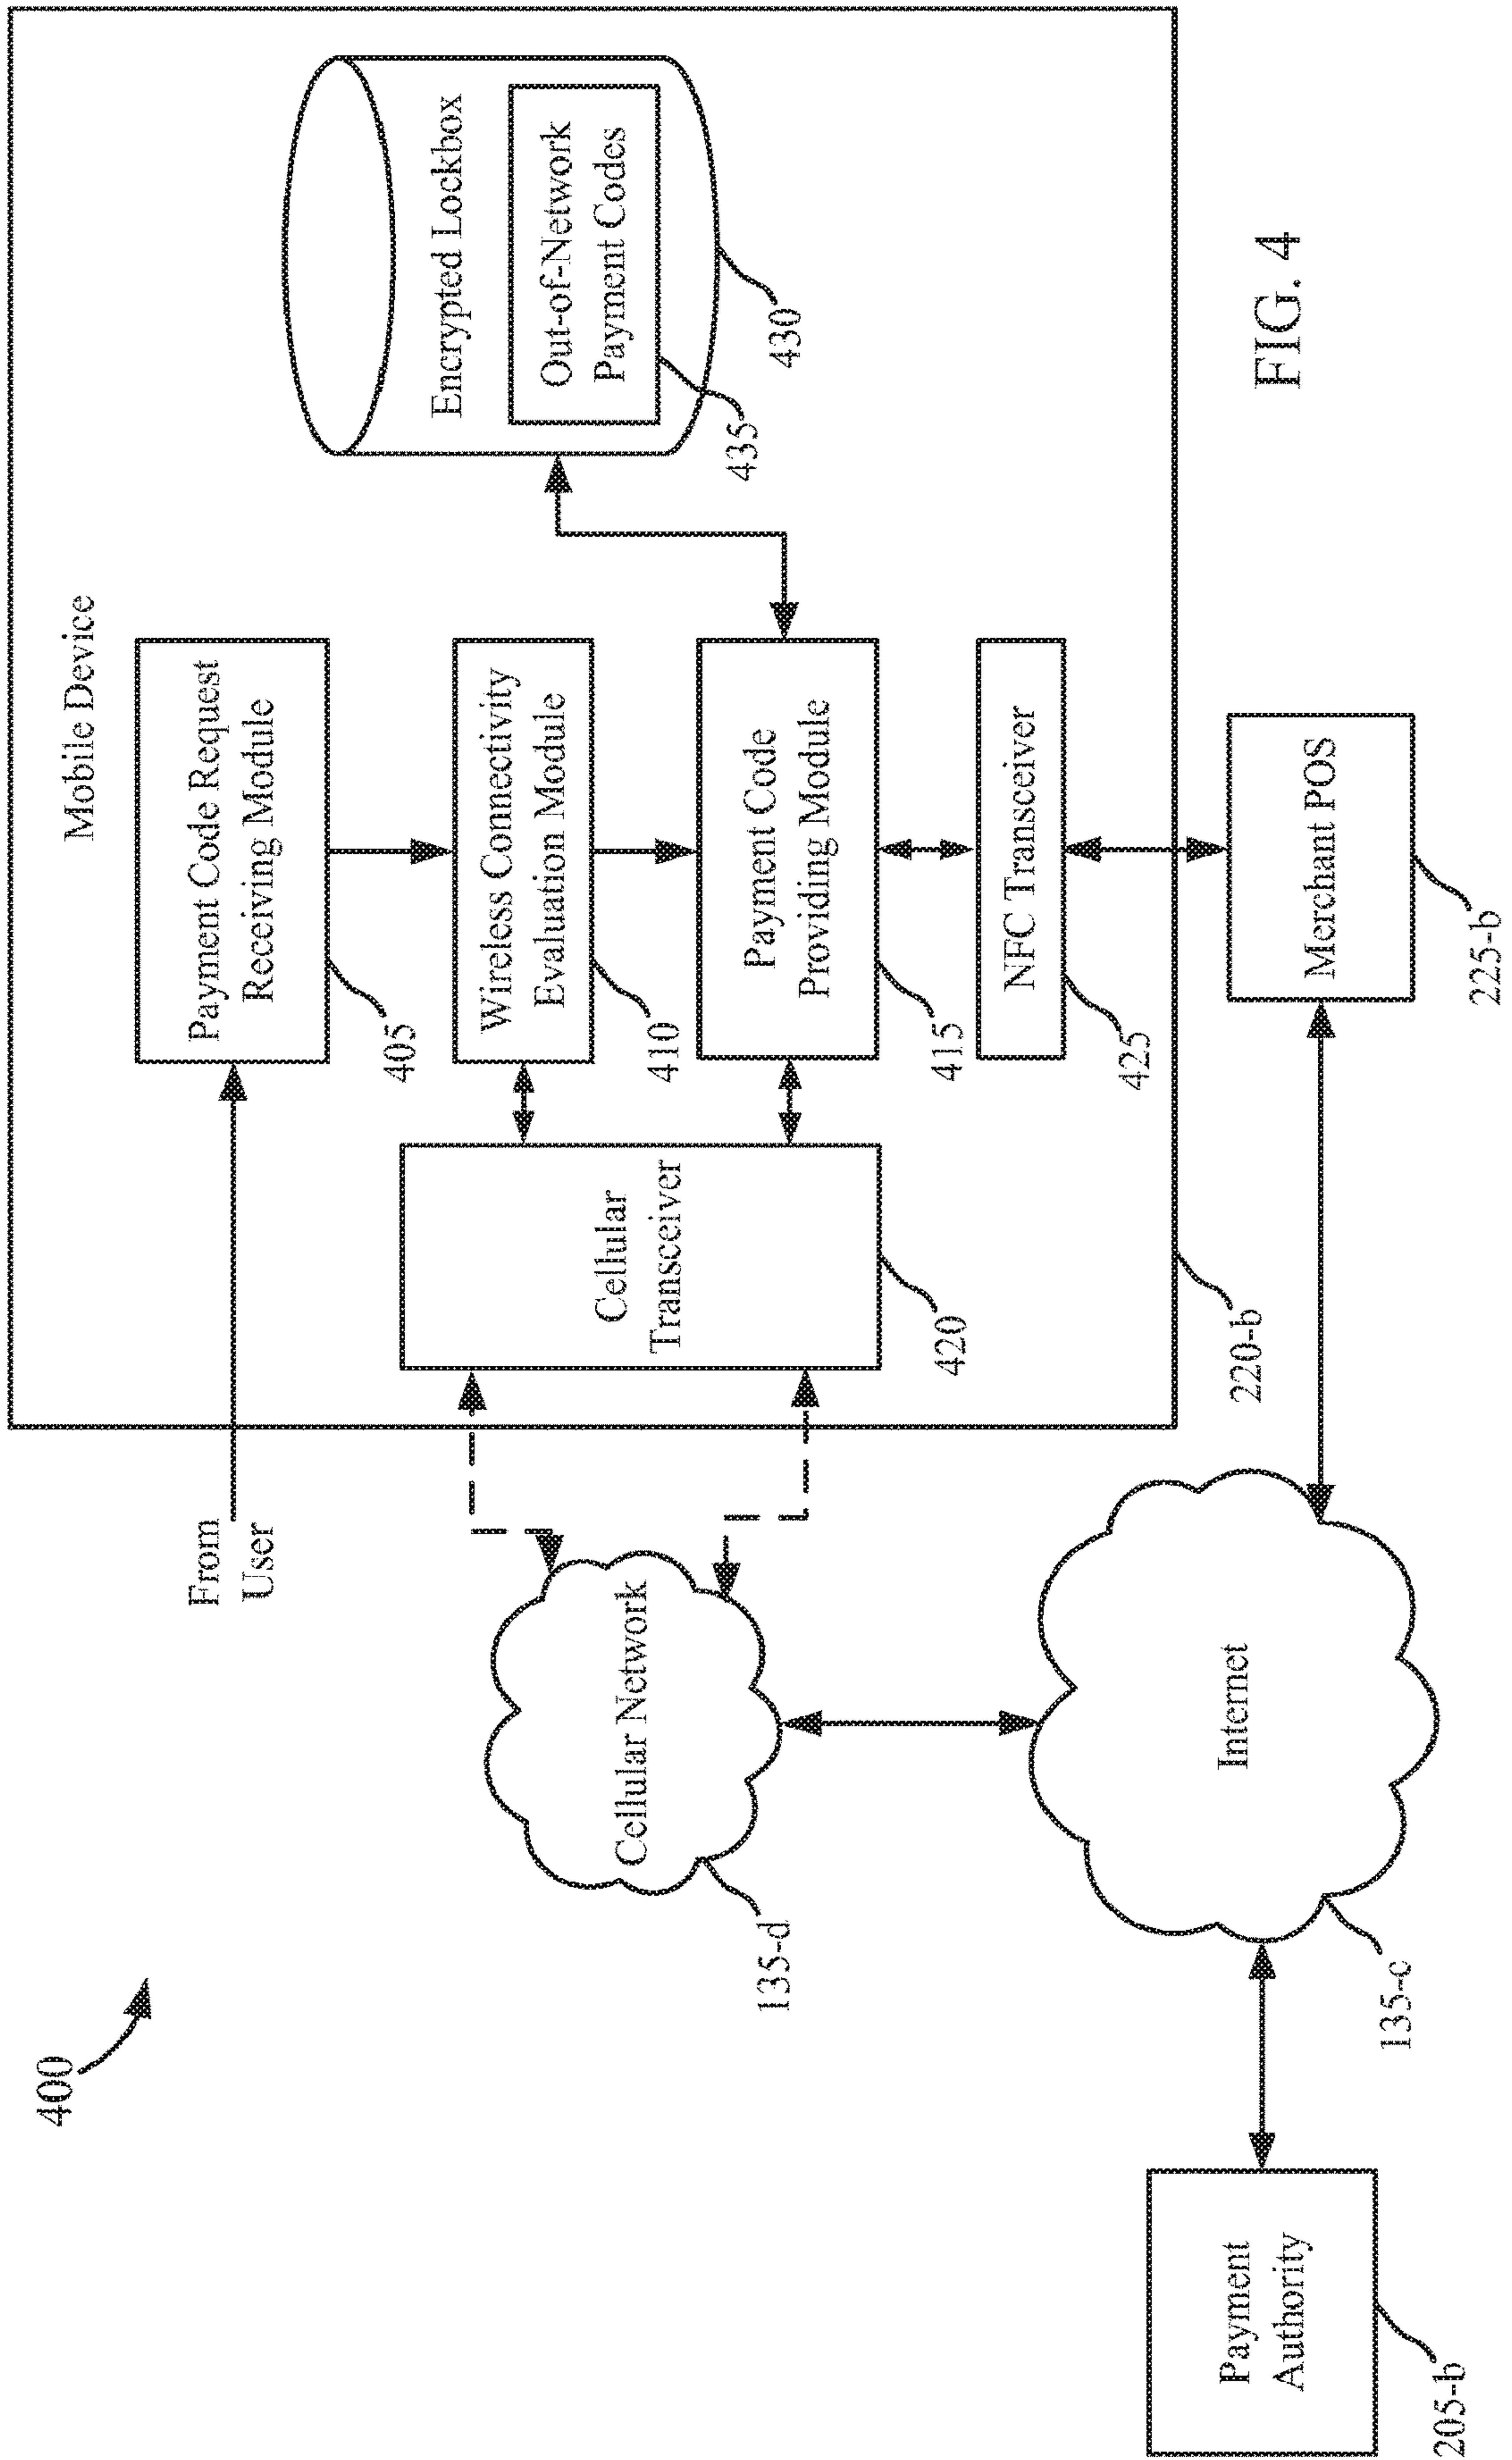 400
Mobile Device
From
User
Payment Code Request
Receiving Module
405
Wireless Connectivity
Evaluation Module
410
Payment Code
Providing Module
415
Cellular
Transceiver
420
NFC Transceiver
425
Encrypted Lockbox
Out-of-Network
Payment Codes
435
430
220-b
Cellular Network
135-d
Internet
135-c
Payment
Authority
205-b
Merchant POS
225-b
FIG. 4